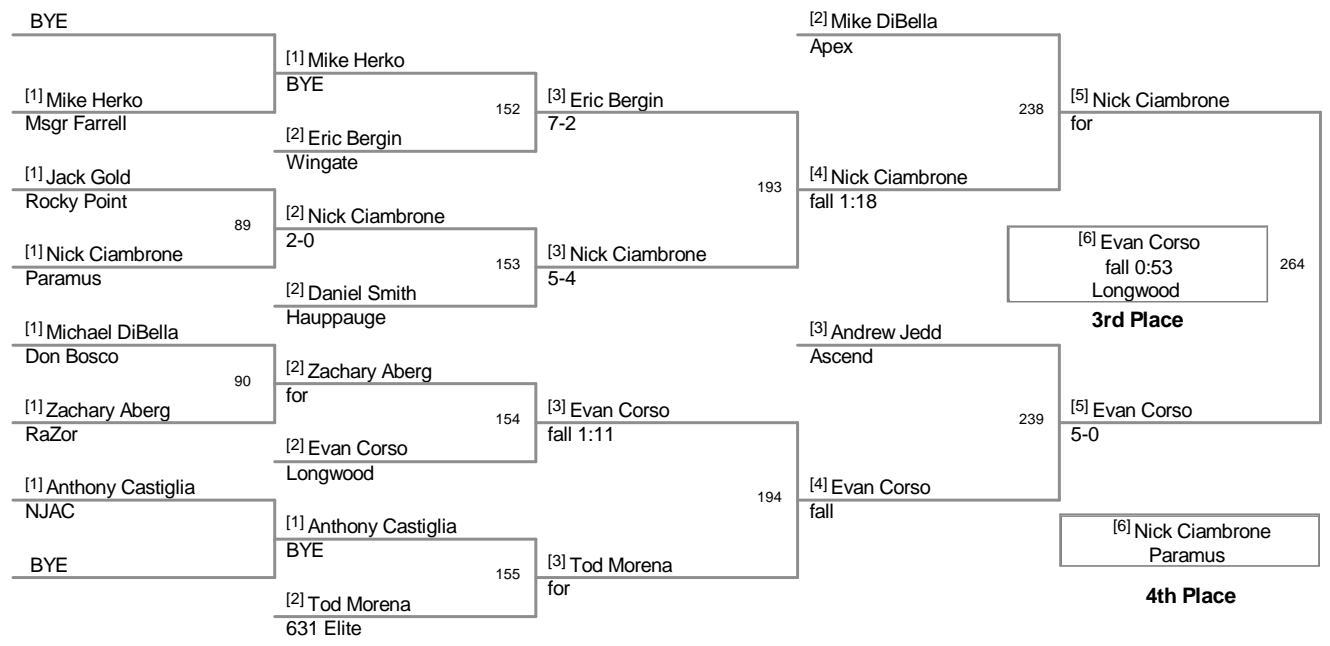 BYE
[1] Mike Herko
Msgr Farrell
[1] Jack Gold
Rocky Point
89
[1] Nick Ciambrone
Paramus
[1] Michael DiBella
Don Bosco
90
[1] Zachary Aberg
RaZor
[1] Anthony Castiglia
NJAC
BYE
[1] Mike Herko
BYE
152
[2] Eric Bergin
Wingate
[2] Nick Ciambrone
2-0
153
[2] Daniel Smith
Hauppauge
[2] Zachary Aberg
for
154
[2] Evan Corso
Longwood
[1] Anthony Castiglia
BYE
155
[2] Tod Morena
631 Elite
[3] Eric Bergin
7-2
193
[3] Nick Ciambrone
5-4
[3] Evan Corso
fall 1:11
194
[3] Tod Morena
for
[2] Mike DiBella
Apex
238
[4] Nick Ciambrone
fall 1:18
[3] Andrew Jedd
Ascend
239
[4] Evan Corso
fall
[5] Nick Ciambrone
for
[6] Evan Corso
fall 0:53
Longwood
264
3rd Place
[5] Evan Corso
5-0
[6] Nick Ciambrone
Paramus
4th Place